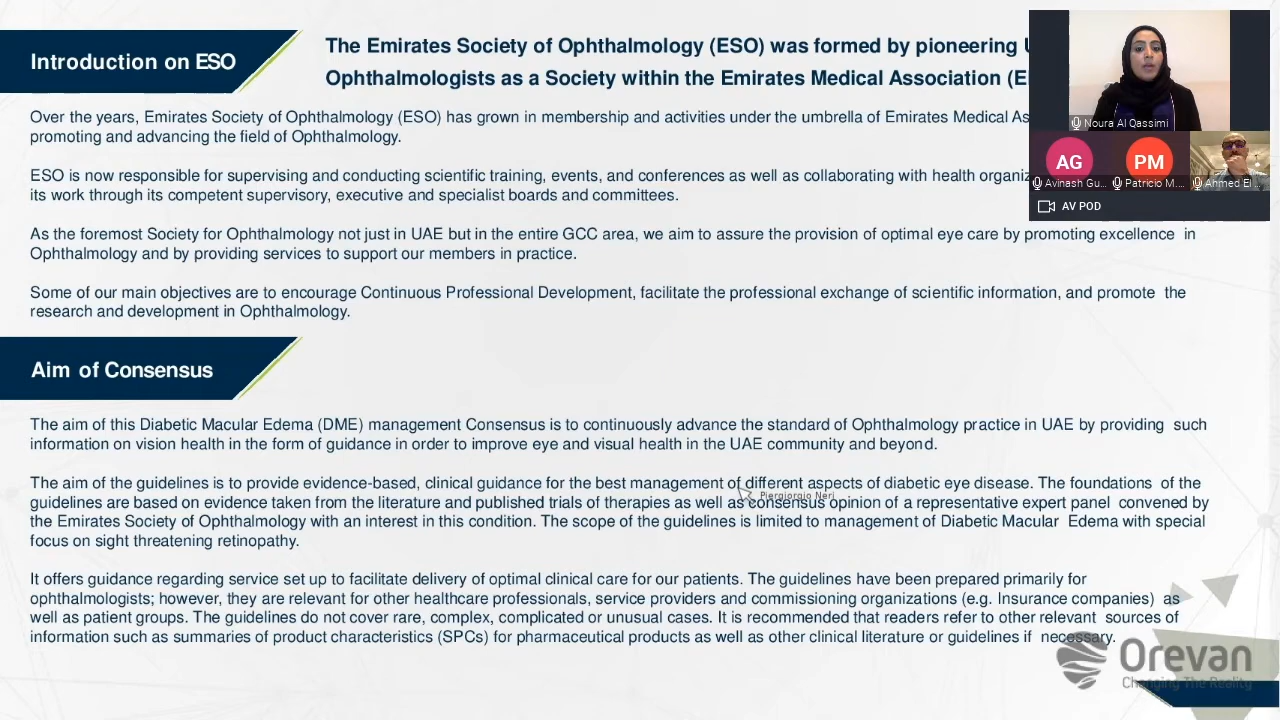 Introduction on ESO
The Emirates Society of Ophthalmology (ESO) was formed by pioneering
Ophthalmologists as a Society within the Emirates Medical Association
Over the years, Emirates Society of Ophthalmology (ESO) has grown in membership and activities under the umbrella of Emirates Medical
promoting and advancing the field of Ophthalmology.
ESO is now responsible for supervising and conducting scientific training, events, and conferences as well as collaborating with health
its work through its competent supervisory, executive and specialist boards and committees.
As the foremost Society for Ophthalmology not just in UAE but in the entire GCC area, we aim to assure the provision of optimal eye care by promoting excellence in
Ophthalmology and by providing services to support our members in practice.
Some of our main objectives are to encourage Continuous Professional Development, facilitate the professional exchange of scientific information, and promote the
research and development in Ophthalmology.
Noura Al Qassimi
AG
PM
Avinash Gu...
Patricio M....
Ahmed El ...
AV POD
Aim of Consensus
The aim of this Diabetic Macular Edema (DME) management Consensus is to continuously advance the standard of Ophthalmology practice in UAE by providing such
information on vision health in the form of guidance in order to improve eye and visual health in the UAE community and beyond.
The aim of the guidelines is to provide evidence-based, clinical guidance for the best management of different aspects of diabetic eye disease. The foundations of the
Piergiorgio Neri
guidelines are based on evidence taken from the literature and published trials of therapies as well as consensus opinion of a representative expert panel convened by
the Emirates Society of Ophthalmology with an interest in this condition. The scope of the guidelines is limited to management of Diabetic Macular Edema with special
focus on sight threatening retinopathy.
It offers guidance regarding service set up to facilitate delivery of optimal clinical care for our patients. The guidelines have been prepared primarily for
ophthalmologists; however, they are relevant for other healthcare professionals, service providers and commissioning organizations (e.g. Insurance companies) as
well as patient groups. The guidelines do not cover rare, complex, complicated or unusual cases. It is recommended that readers refer to other relevant sources of
information such as summaries of product characteristics (SPCs) for pharmaceutical products as well as other clinical literature or guidelines if necessary.
Orevan
Changing The Reality